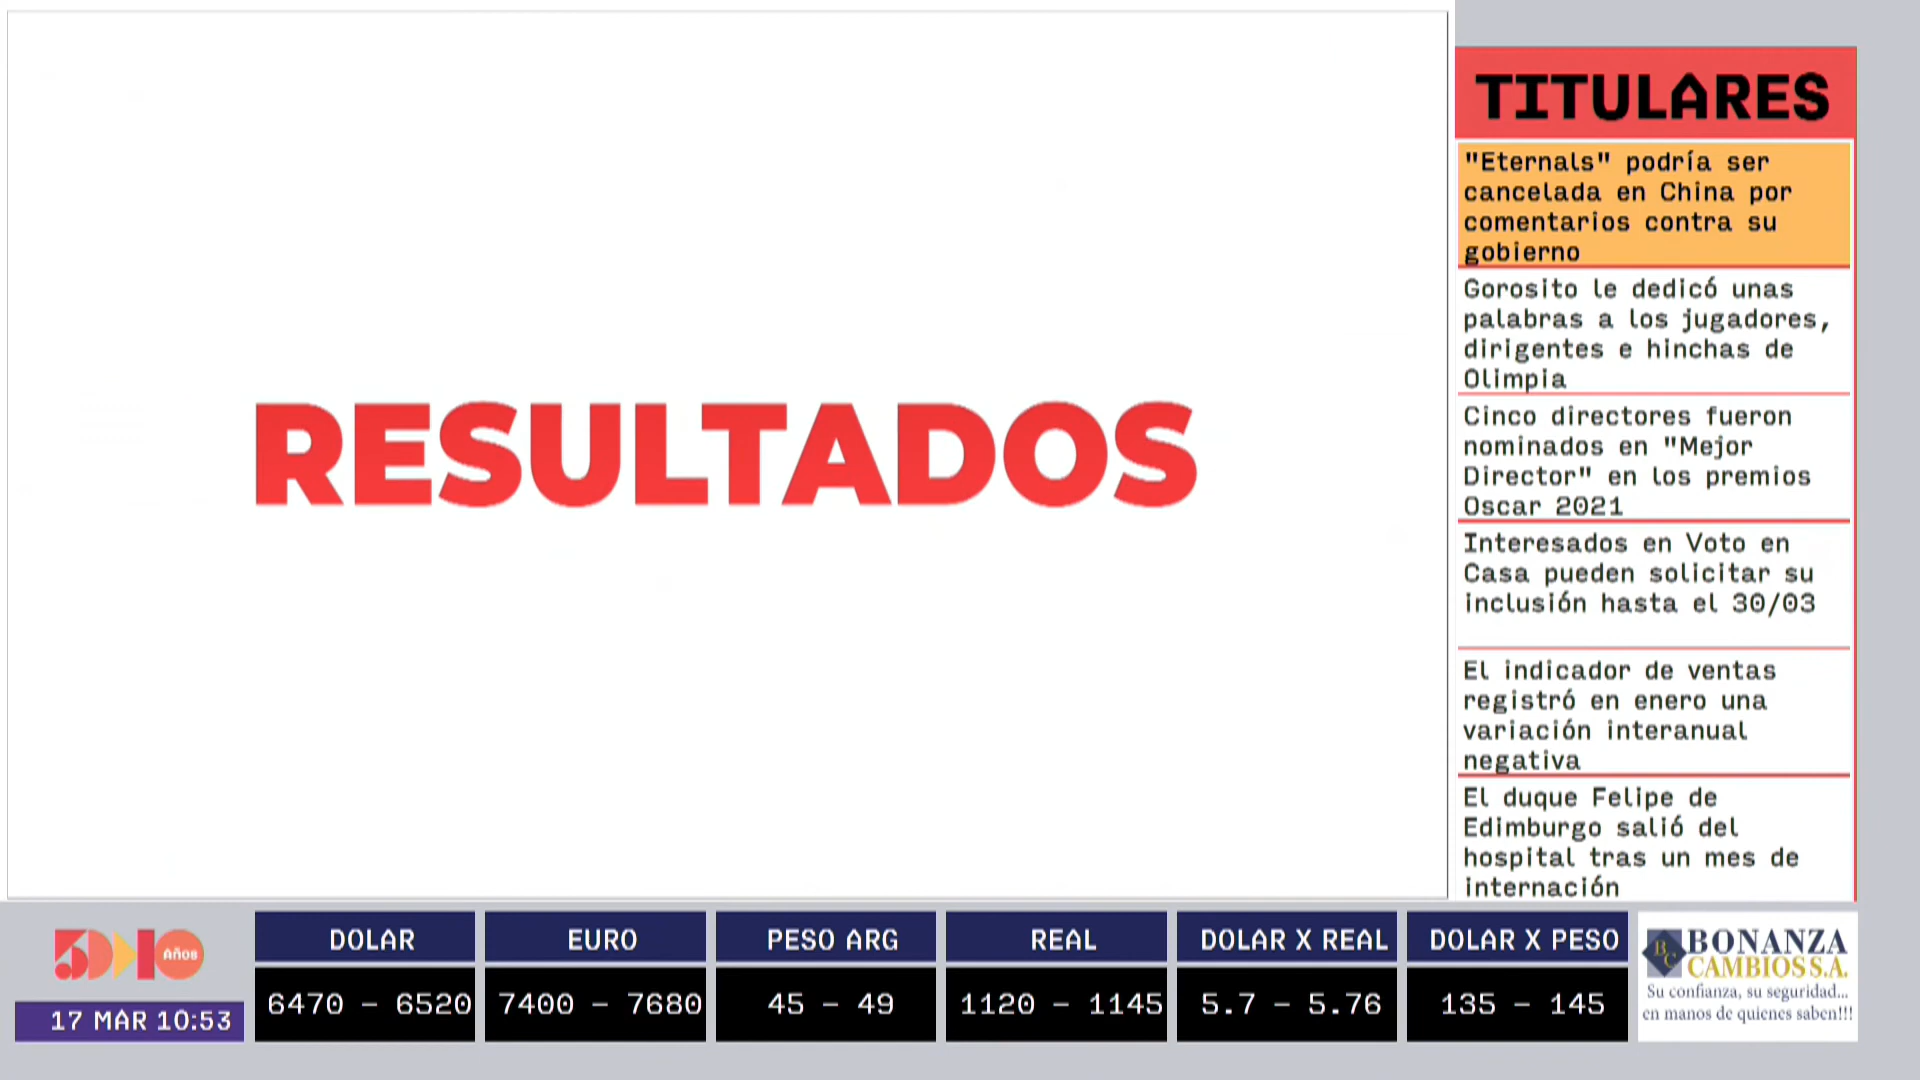 RESULTADOS
TITULARES
"Eternals" podría ser
cancelada en China por
comentarios contra su
gobierno
Gorosito le dedicó unas
palabras a los jugadores,
dirigentes e hinchas de
Olimpia
Cinco directores fueron
nominados en "Mejor
Director" en los premios
Oscar 2021
Interesados en Voto en
Casa pueden solicitar su
inclusión hasta el 30/03
El indicador de ventas
registró en enero una
variación interanual
negativa
El duque Felipe de
Edimburgo salió del
hospital tras un mes de
internación
5D10 Años
17 MAR 10:53
DOLAR
6470 - 6520
EURO
7400 - 7680
PESO ARG
45 - 49
REAL
1120 - 1145
DOLAR X REAL
5.7 - 5.76
DOLAR X PESO
135 - 145
BC BONANZA
CAMBIOS S.A.
Su confianza, su seguridad...
en manos de quienes saben!!!